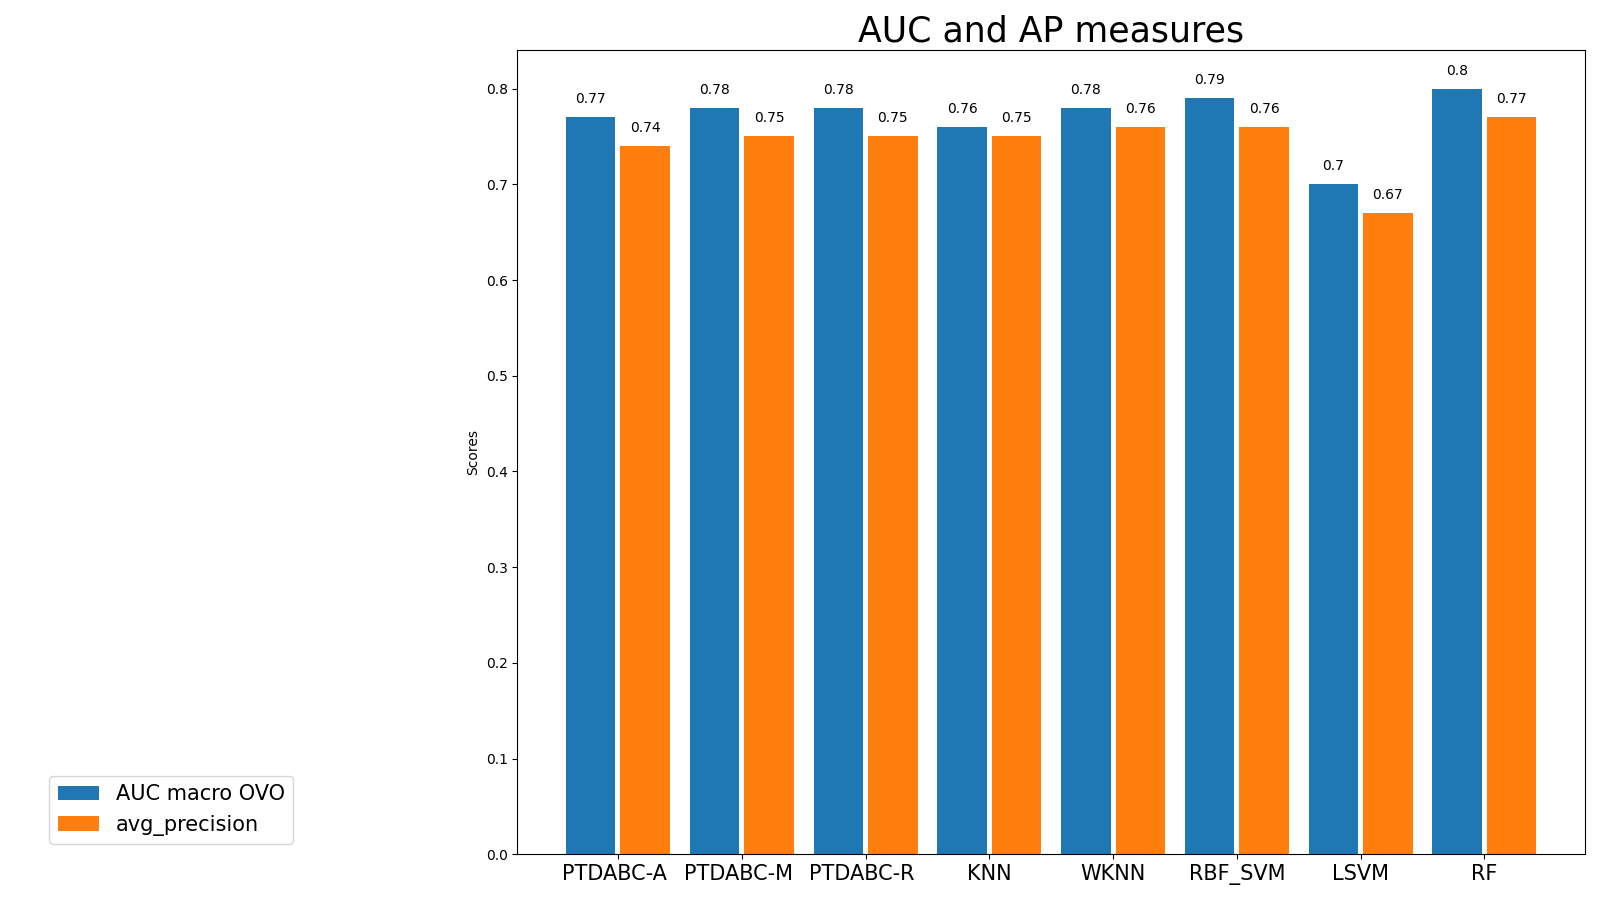 AUC and AP measures
0.8
0.7
0.6
0.5
0.4
0.3
0.2
0.1
0.0
Scores
0.77
0.74
0.78
0.75
0.78
0.75
0.76
0.75
0.78
0.76
0.79
0.76
0.7
0.67
0.8
0.77
PTDABC-A
PTDABC-M
PTDABC-R
KNN
WKNN
RBF_SVM
LSVM
RF
AUC macro OVO
avg_precision